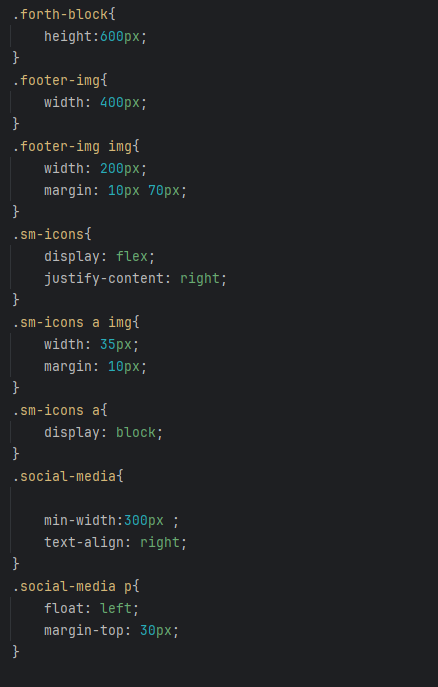 .forth-block{
    height:600px;
}
.footer-img{
    width: 400px;
}
.footer-img img{
    width: 200px;
    margin: 10px 70px;
}
.sm-icons{
    display: flex;
    justify-content: right;
}
.sm-icons a img{
    width: 35px;
    margin: 10px;
}
.sm-icons a{
    display: block;
}
.social-media{

    min-width:300px ;
    text-align: right;
}
.social-media p{
    float: left;
    margin-top: 30px;
}